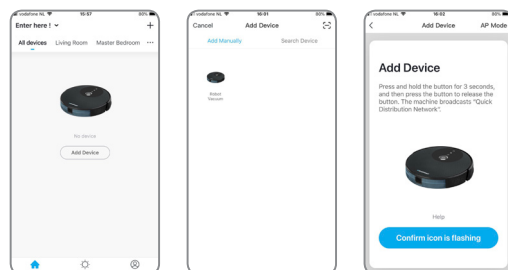 vodafone NL
15:57
80%
Enter here !
All devices
Living Room
Master Bedroom
No device
Add Device
vodafone NL
16:01
80%
Cancel
Add Device
Add Manually
Search Device
Robot
Vacuum
vodafone NL
16:02
80%
Add Device
AP Mode
Add Device
Press and hold the button for 3 seconds,
and then press the button to release the
button. The machine broadcasts "Quick
Distribution Network".
Help
Confirm icon is flashing